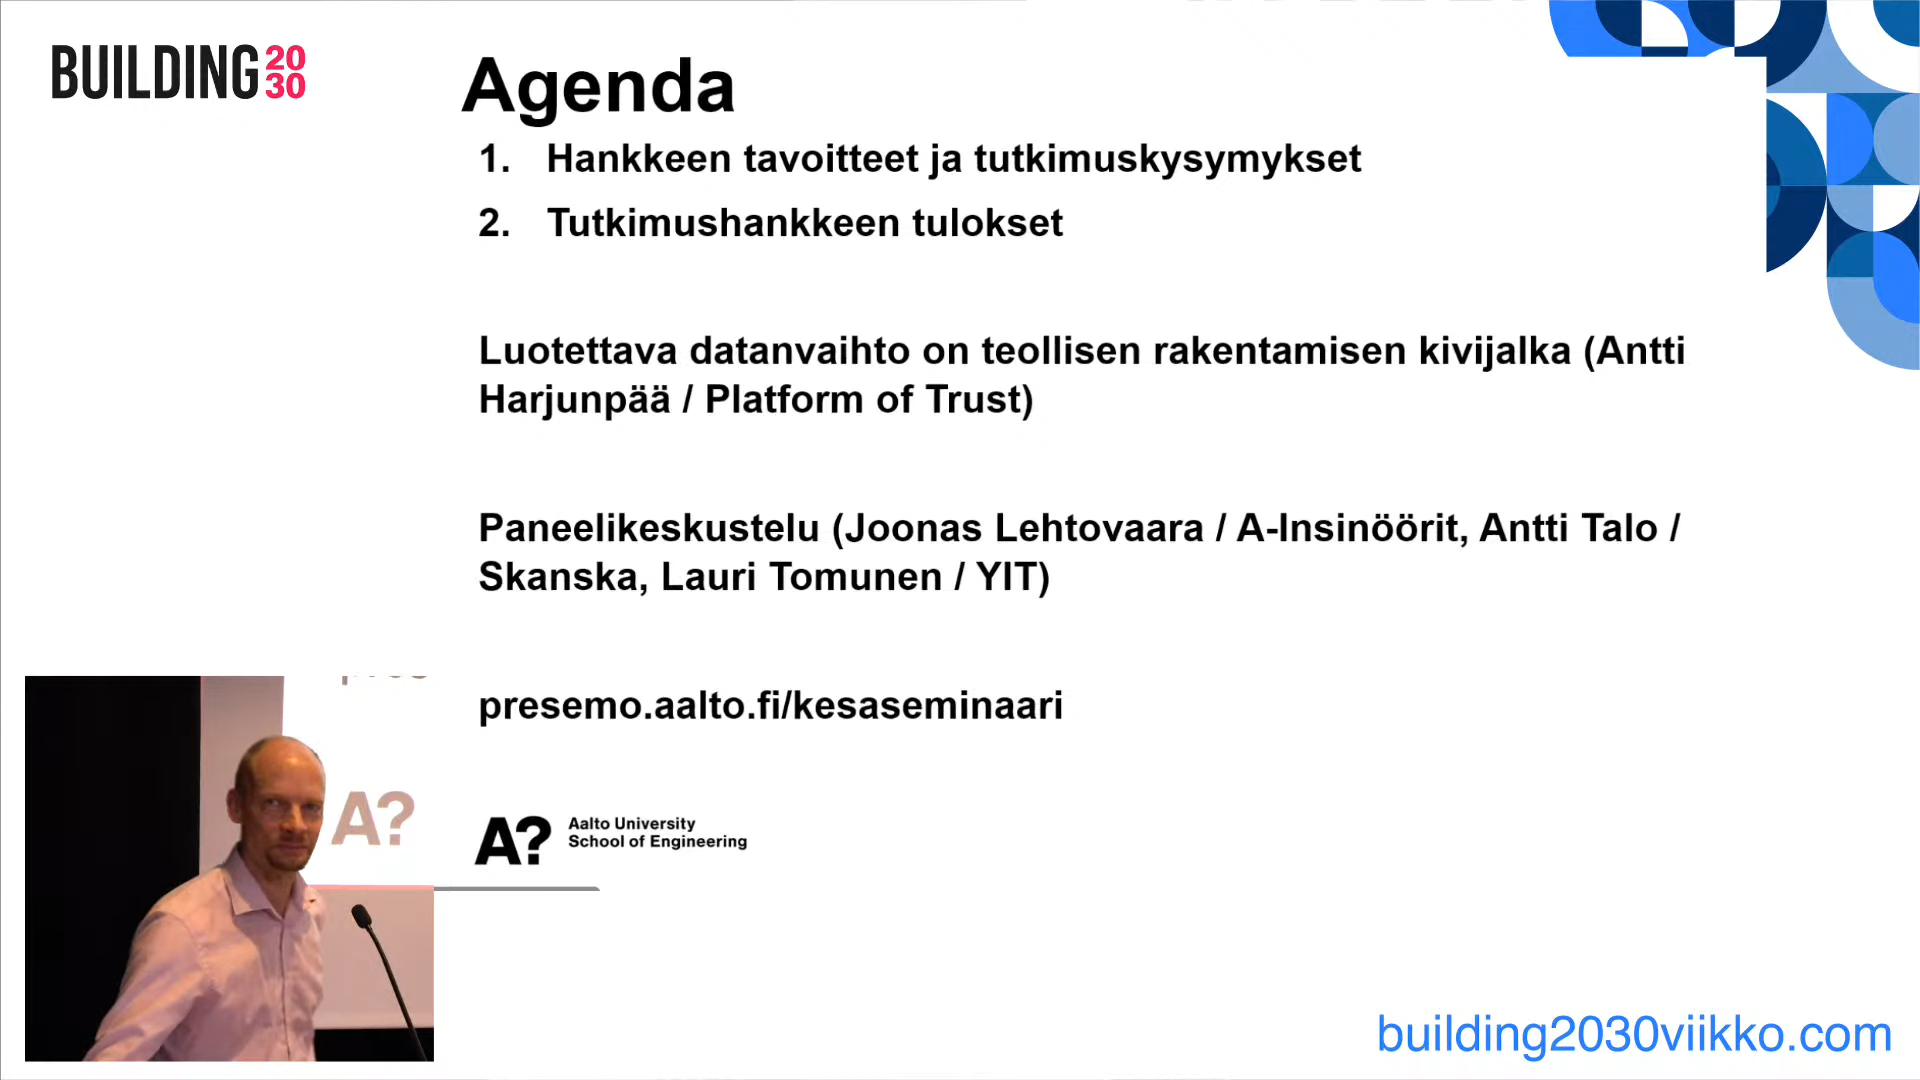 BUILDING 2030
Agenda
1. Hankkeen tavoitteet ja tutkimuskysymykset
2. Tutkimushankkeen tulokset
Luotettava datanvaihto on teollisen rakentamisen kivijalka (Antti
Harjunpää / Platform of Trust)
Paneelikeskustelu (Joonas Lehtovaara / A-Insinöörit, Antti Talo /
Skanska, Lauri Tomunen / YIT)
presemo.aalto.fi/kesaseminaari
A?
A?
Aalto University
School of Engineering
building2030viikko.com